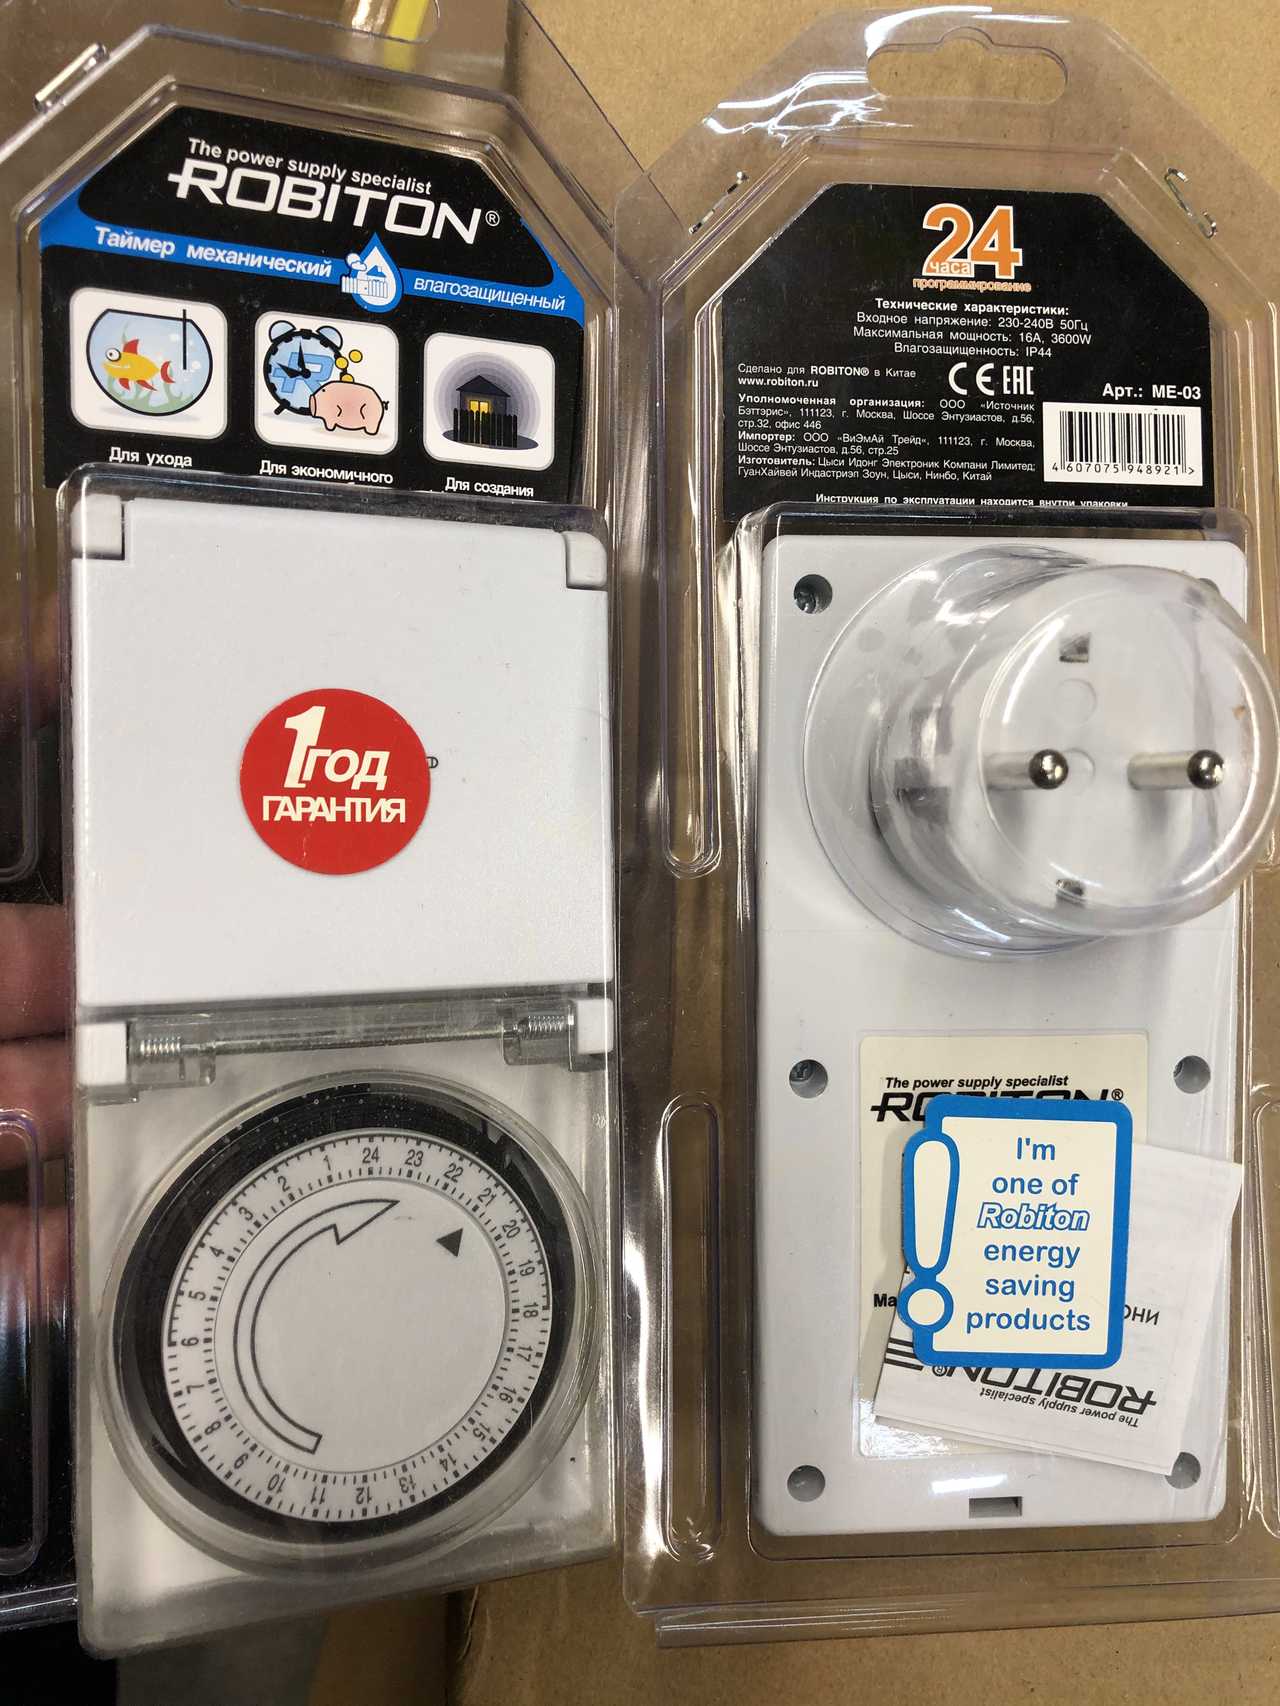 The power supply specialist
ROBITON®
Таймер механический
влагозащищенный
Для ухода
Для экономичного
Для создания
1 год
ГАРАНТИЯ
24 23 22 21 20 19 18 17 16 15 14 13 12 11 10 9 8 7 6 5 4 3 2 1
24
часа
программирование
Технические характеристики:
Входное напряжение: 230-240В 50Гц
Максимальная мощность: 16А, 3600W
Влагозащищенность: IP44
Сделано для ROBITON® в Китае
www.robiton.ru
CE EAC
Арт.: ME-03
Уполномоченная организация: ООО «Источник
Бэттэрис», 111123, г. Москва, Шоссе Энтузиастов, д.56,
стр.32, офис 446
Импортер: ООО «ВиЭмАй Трейд», 111123, г. Москва,
Шоссе Энтузиастов, д.56, стр.25
Изготовитель: Цыси Идонг Электроник Компани Лимитед;
ГуанХайвей Индастриэл Зоун, Цыси, Нинбо, Китай
4 607075 948921 >
Инструкция по эксплуатации находится внутри упаковки
The power supply specialist
ROBITON®
I'm
one of
Robiton
energy
saving
products
The power supply specialist
ROBITON®